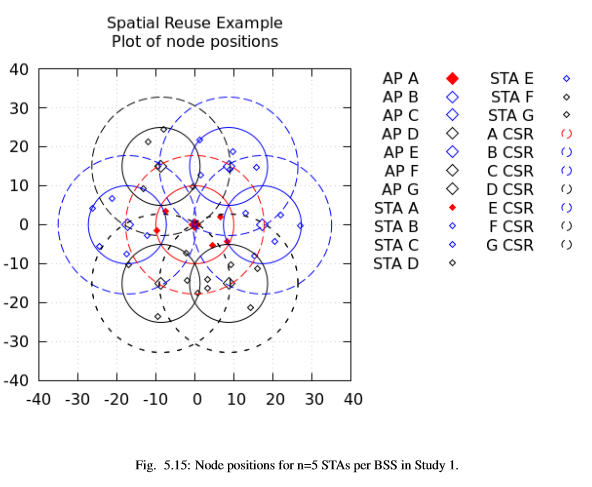 Spatial Reuse Example
Plot of node positions
40
30
20
10
0
-10
-20
-30
-40
-40 -30 -20 -10 0 10 20 30 40
AP A
AP B
AP C
AP D
AP E
AP F
AP G
STA A
STA B
STA C
STA D
STA E
STA F
STA G
A CSR
B CSR
C CSR
D CSR
E CSR
F CSR
G CSR
Fig. 5.15: Node positions for n=5 STAs per BSS in Study 1.